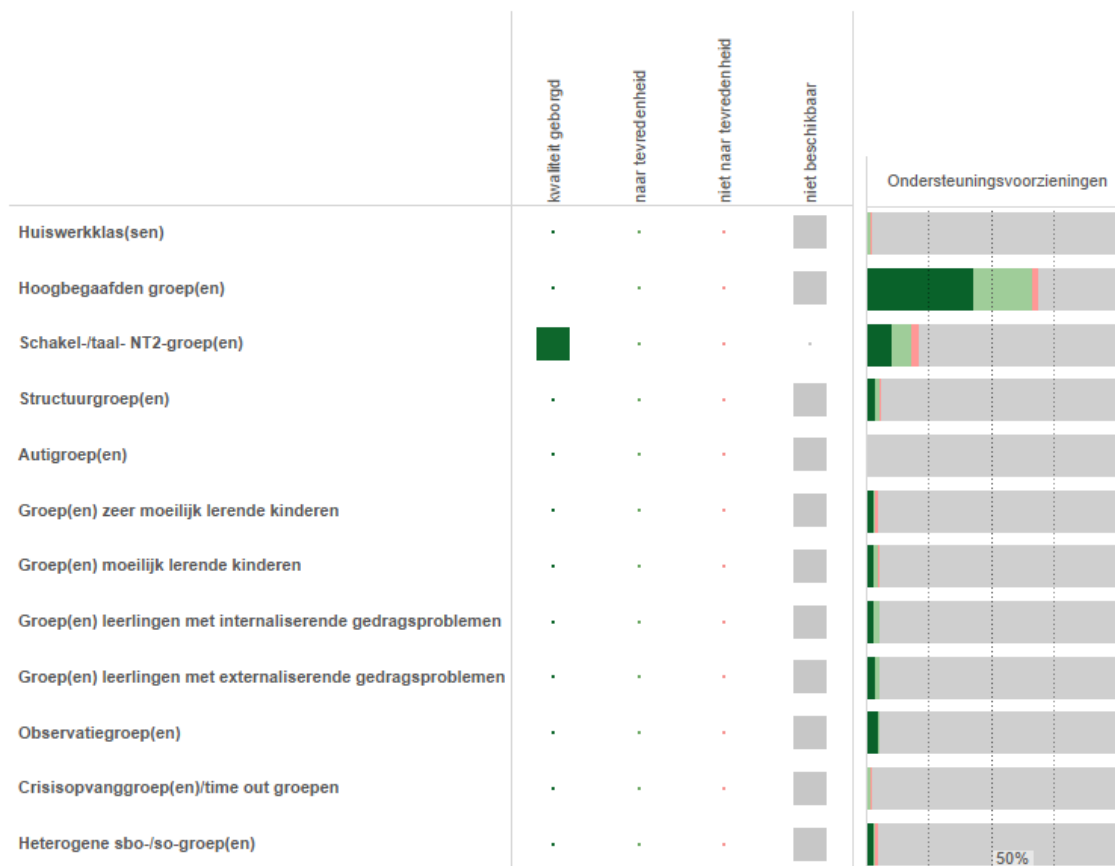 kwaliteit geborgd
naar tevredenheid
niet naar tevredenheid
niet beschikbaar
Ondersteuningsvoorzieningen
Huiswerkklas(sen)
Hoogbegaafden groep(en)
Schakel-/taal- NT2-groep(en)
Structuurgroep(en)
Autigroep(en)
Groep(en) zeer moeilijk lerende kinderen
Groep(en) moeilijk lerende kinderen
Groep(en) leerlingen met internaliserende gedragsproblemen
Groep(en) leerlingen met externaliserende gedragsproblemen
Observatiegroep(en)
Crisisopvanggroep(en)/time out groepen
Heterogene sbo-/so-groep(en)
50%